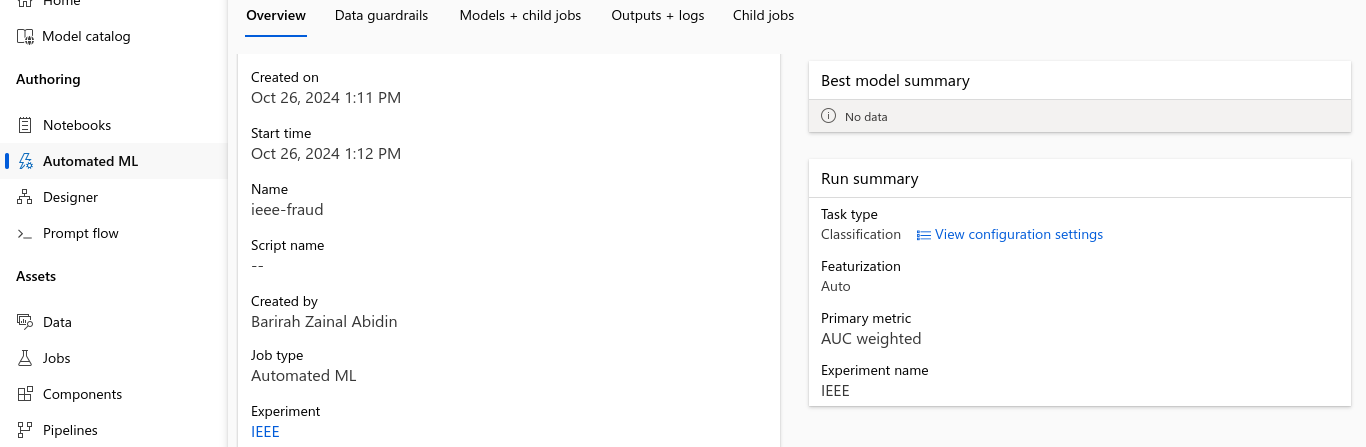 Home
Model catalog
Authoring
Notebooks
Automated ML
Designer
Prompt flow
Assets
Data
Jobs
Components
Pipelines
Overview Data guardrails Models + child jobs Outputs + logs Child jobs
Created on
Oct 26, 2024 1:11 PM
Start time
Oct 26, 2024 1:12 PM
Name
ieee-fraud
Script name
--
Created by
Barirah Zainal Abidin
Job type
Automated ML
Experiment
IEEE
Best model summary
No data
Run summary
Task type
Classification View configuration settings
Featurization
Auto
Primary metric
AUC weighted
Experiment name
IEEE